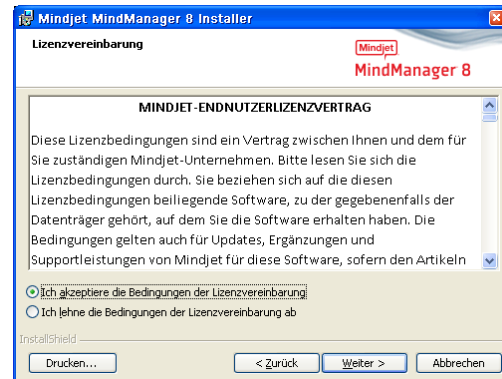 Mindjet MindManager 8 Installer
Lizenzvereinbarung
Mindjet
MindManager 8
MINDJET-ENDNUTZERLIZENZVERTRAG
Diese Lizenzbedingungen sind ein Vertrag zwischen Ihnen und dem für
Sie zuständigen Mindjet-Unternehmen. Bitte lesen Sie sich die
Lizenzbedingungen durch. Sie beziehen sich auf die diesen
Lizenzbedingungen beiliegende Software, zu der gegebenenfalls der
Datenträger gehört, auf dem Sie die Software erhalten haben. Die
Bedingungen gelten auch für Updates, Ergänzungen und
Supportleistungen von Mindjet für diese Software, sofern den Artikeln
Ich akzeptiere die Bedingungen der Lizenzvereinbarung
Ich lehne die Bedingungen der Lizenzvereinbarung ab
InstallShield
Drucken...
< Zurück
Weiter >
Abbrechen